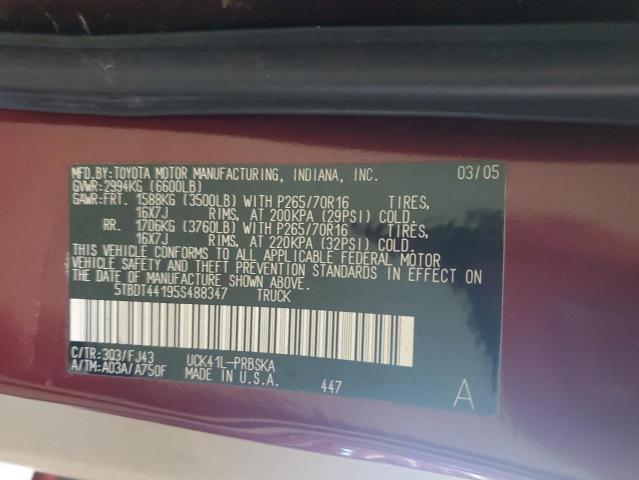 MFD.BY:TOYOTA MOTOR MANUFACTURING, INDIANA, INC. 03/05
GVWR:2994KG (6600LB)
GAWR:FRT. 1588KG (3500LB) WITH P265/70R16 TIRES,
16X7J RIMS, AT 200KPA (29PSI) COLD.
RR. 1706KG (3760LB) WITH P265/70R16 TIRES,
16X7J RIMS, AT 220KPA (32PSI) COLD.
THIS VEHICLE CONFORMS TO ALL APPLICABLE FEDERAL MOTOR
VEHICLE SAFETY AND THEFT PREVENTION STANDARDS IN EFFECT ON
THE DATE OF MANUFACTURE SHOWN ABOVE.
5TBDT44195S488347 TRUCK
C/TR:3Q3/FJ43 UCK41L-PRBSKA
A/TM:A03A/A750F MADE IN U.S.A. 447 A